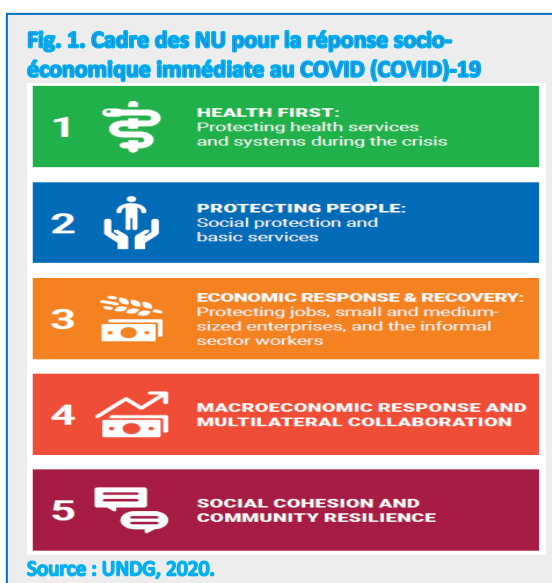 Fig. 1. Cadre des NU pour la réponse socio-
économique immédiate au COVID (COVID)-19
1
HEALTH FIRST:
Protecting health services
and systems during the crisis
2
PROTECTING PEOPLE:
Social protection and
basic services
3
ECONOMIC RESPONSE & RECOVERY:
Protecting jobs, small and medium-
sized enterprises, and the informal
sector workers
4
MACROECONOMIC RESPONSE AND
MULTILATERAL COLLABORATION
5
SOCIAL COHESION AND
COMMUNITY RESILIENCE
Source : UNDG, 2020.